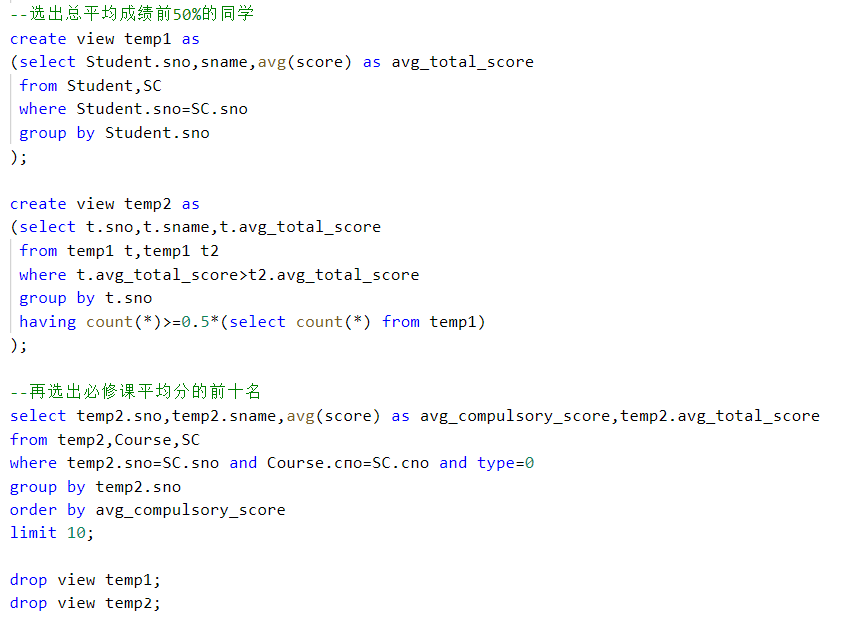 --选出总平均成绩前50%的同学
create view temp1 as
(select Student.sno,sname,avg(score) as avg_total_score
from Student,SC
where Student.sno=SC.sno
group by Student.sno
);
create view temp2 as
(select t.sno,t.sname,t.avg_total_score
from temp1 t,temp1 t2
where t.avg_total_score>t2.avg_total_score
group by t.sno
having count(*)>=0.5*(select count(*) from temp1)
);
--再选出必修课平均分的前十名
select temp2.sno,temp2.sname,avg(score) as avg_compulsory_score,temp2.avg_total_score
from temp2,Course,SC
where temp2.sno=SC.sno and Course.cno=SC.cno and type=0
group by temp2.sno
order by avg_compulsory_score
limit 10;
drop view temp1;
drop view temp2;